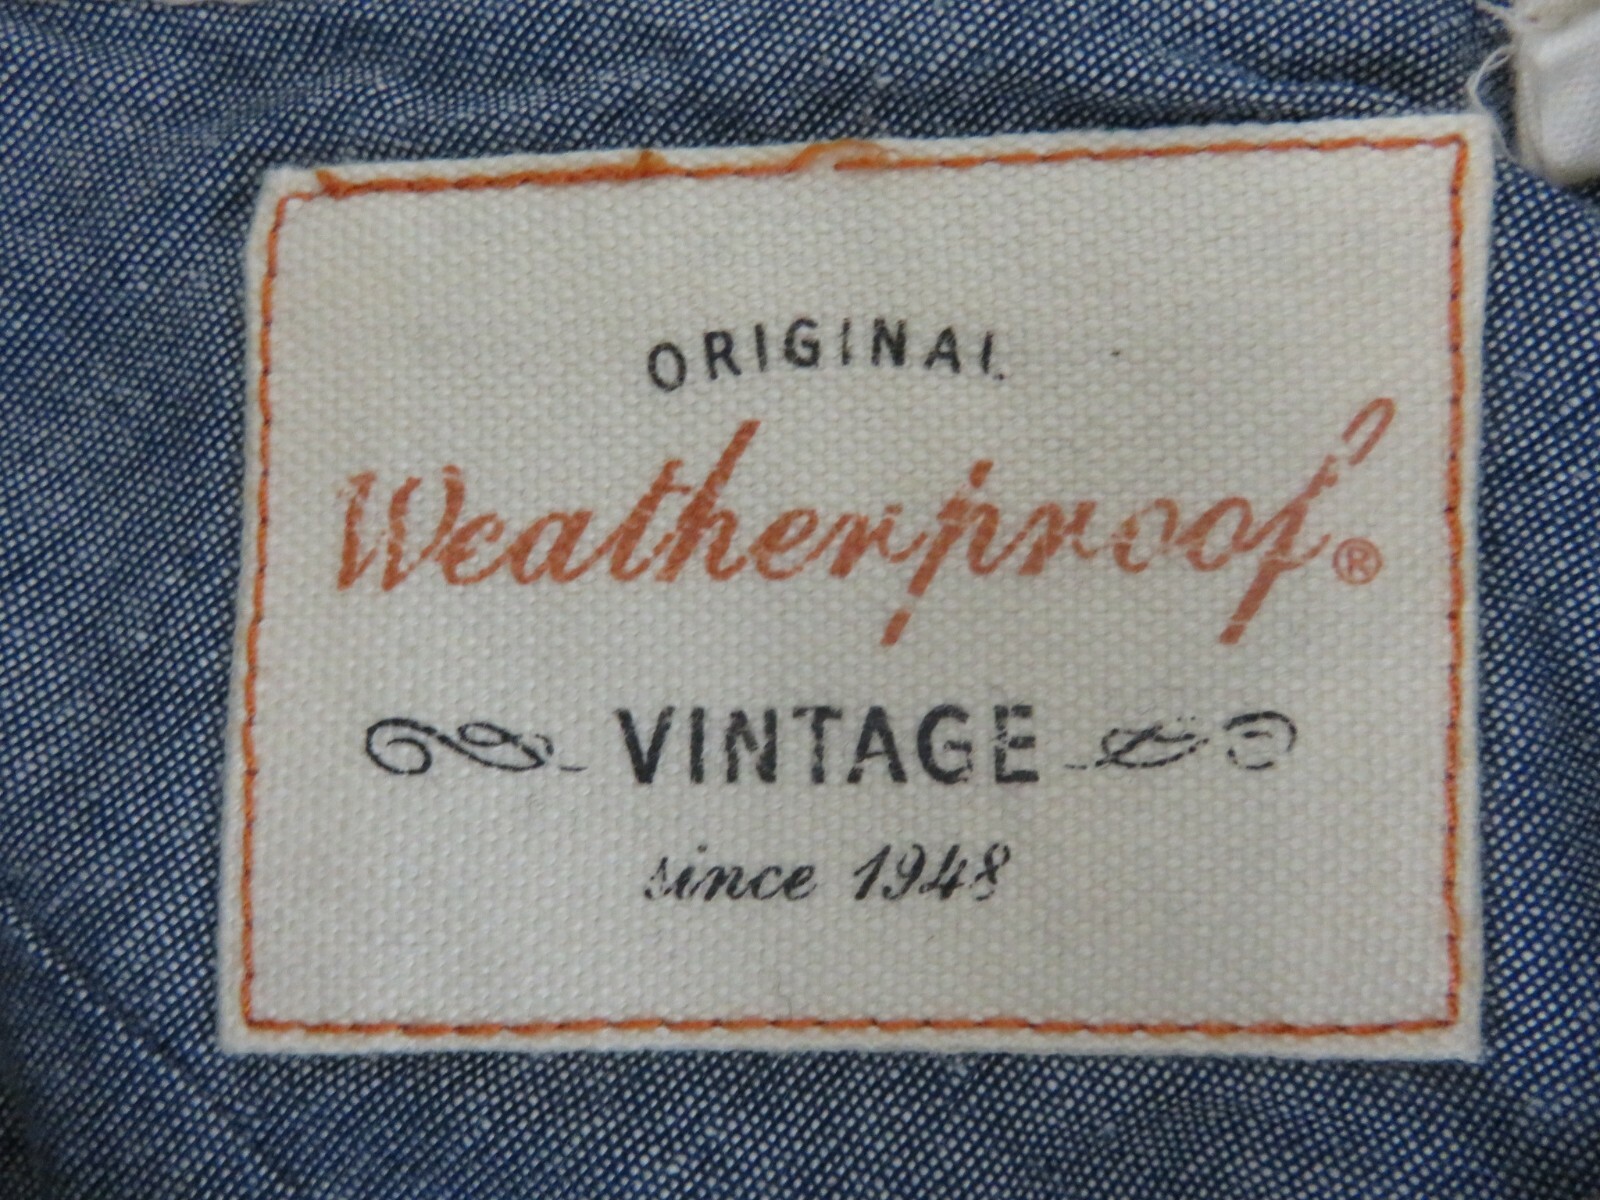 ORIGINAL
Weatherproof®
VINTAGE
since 1948